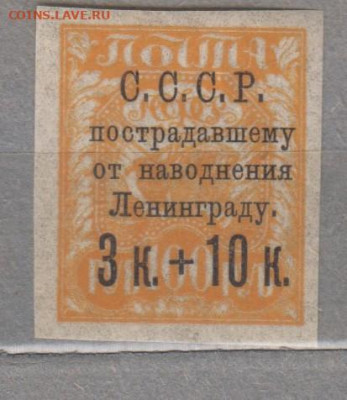 COINS.LAVE.RU
С.С.С.Р.
пострадавшему
от наводнения
Ленинграду.
3 к. + 10 к.